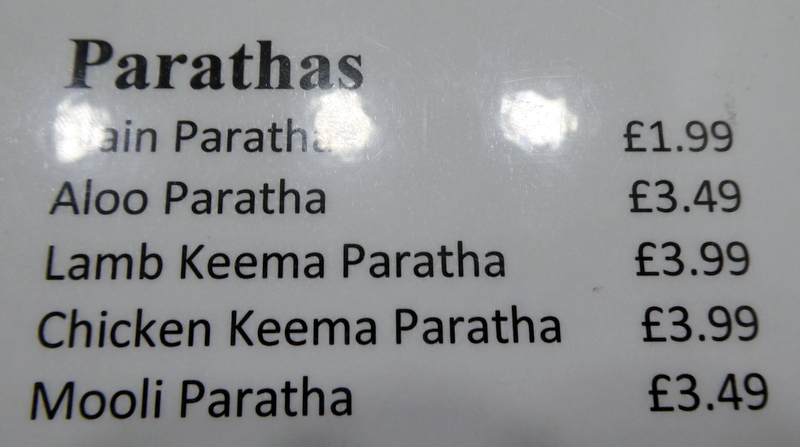 Parathas
Plain Paratha £1.99
Aloo Paratha £3.49
Lamb Keema Paratha £3.99
Chicken Keema Paratha £3.99
Mooli Paratha £3.49